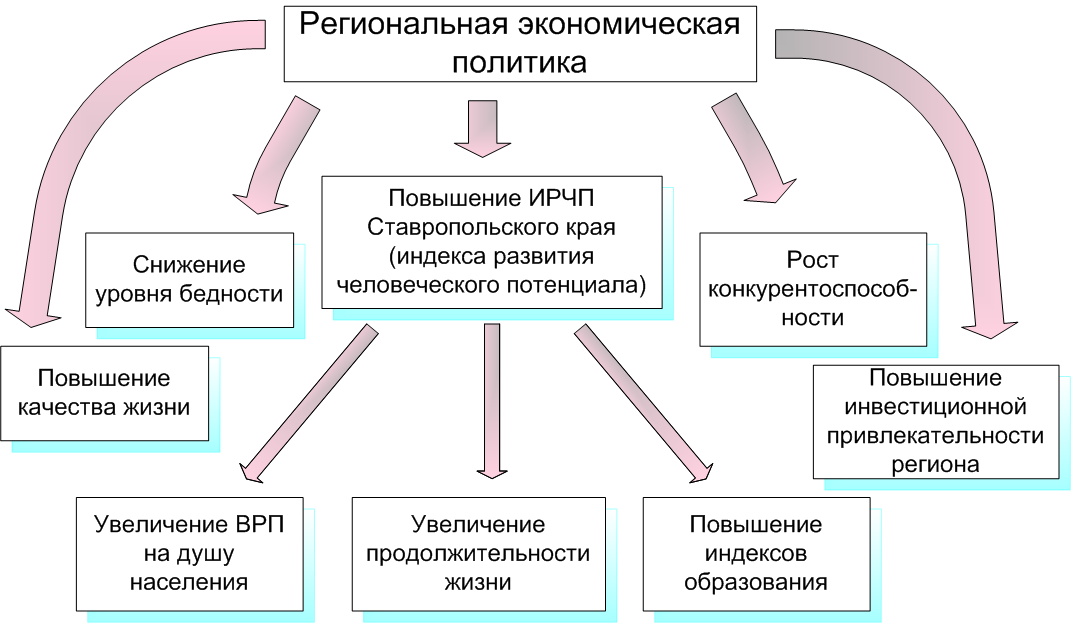 Региональная экономическая
политика
Повышение ИРЧП
Ставропольского края
(индекса развития
человеческого потенциала)
Снижение
уровня бедности
Рост
конкурентоспособ-
ности
Повышение
качества жизни
Повышение
инвестиционной
привлекательности
региона
Увеличение ВРП
на душу
населения
Увеличение
продолжительности
жизни
Повышение
индексов
образования